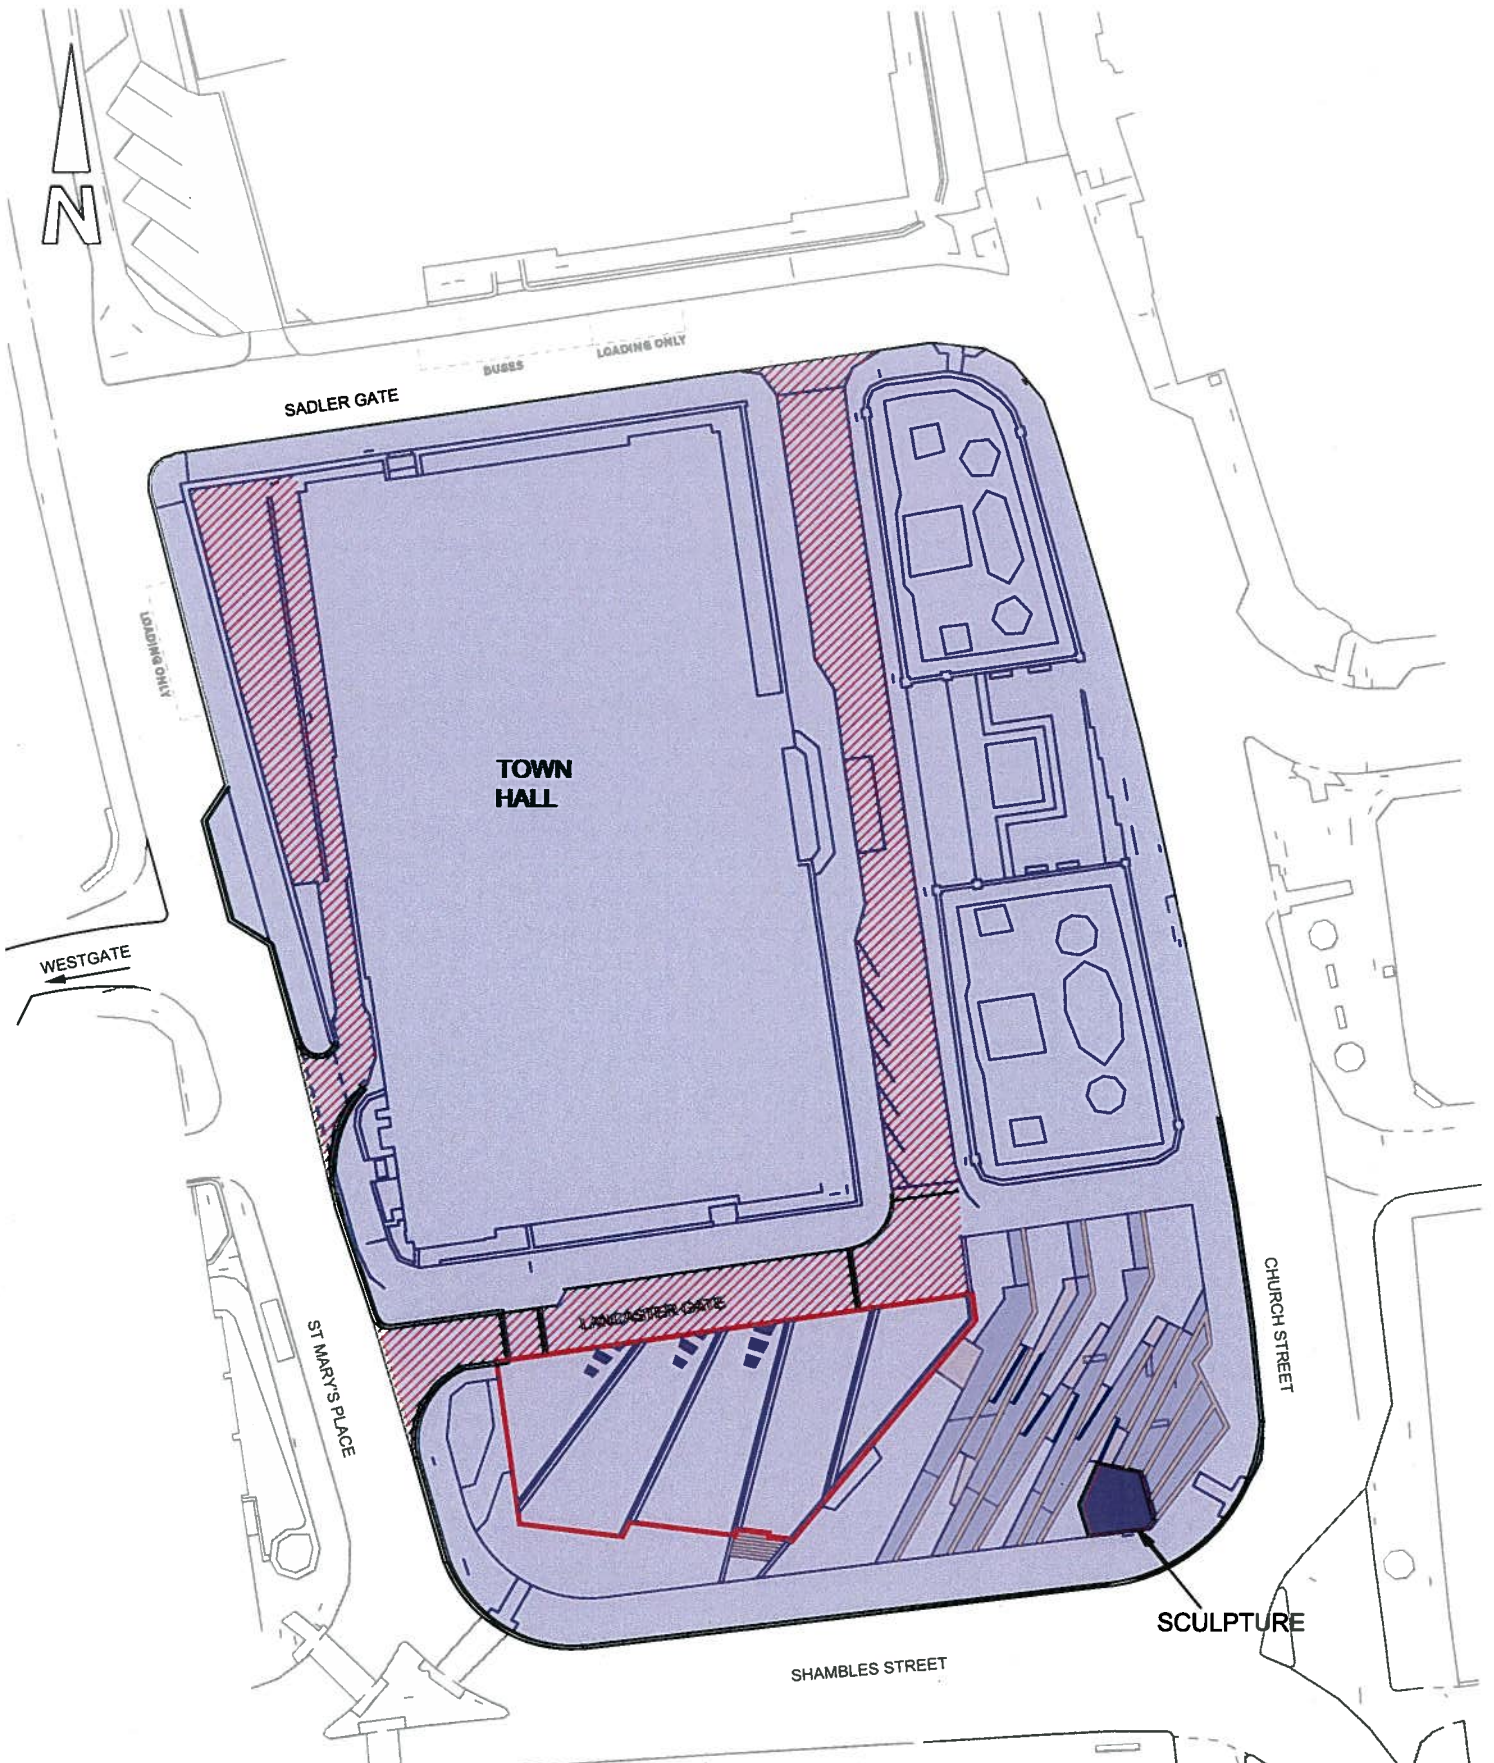 N
BUSES
LOADING ONLY
SADLER GATE
LOADING ONLY
TOWN
HALL
WESTGATE
LANCASTER GATE
ST MARY'S PLACE
CHURCH STREET
SCULPTURE
SHAMBLES STREET